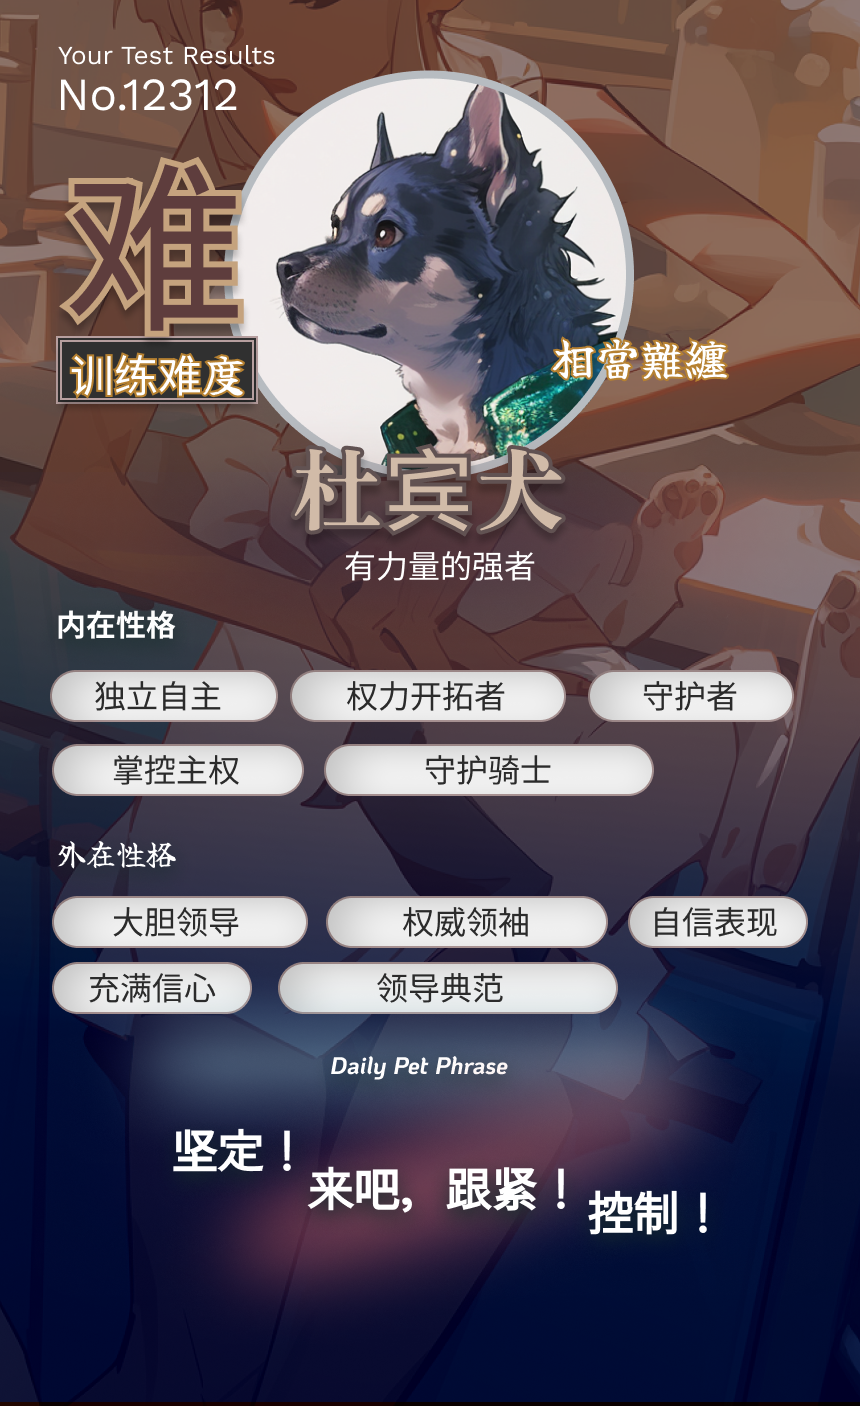 Your Test Results
No.12312
难
训练难度
相當難纏
杜宾犬
有力量的强者
内在性格
独立自主 权力开拓者 守护者
掌控主权 守护骑士
外在性格
大胆领导 权威领袖 自信表现
充满信心 领导典范
Daily Pet Phrase
坚定！
来吧，跟紧！
控制！